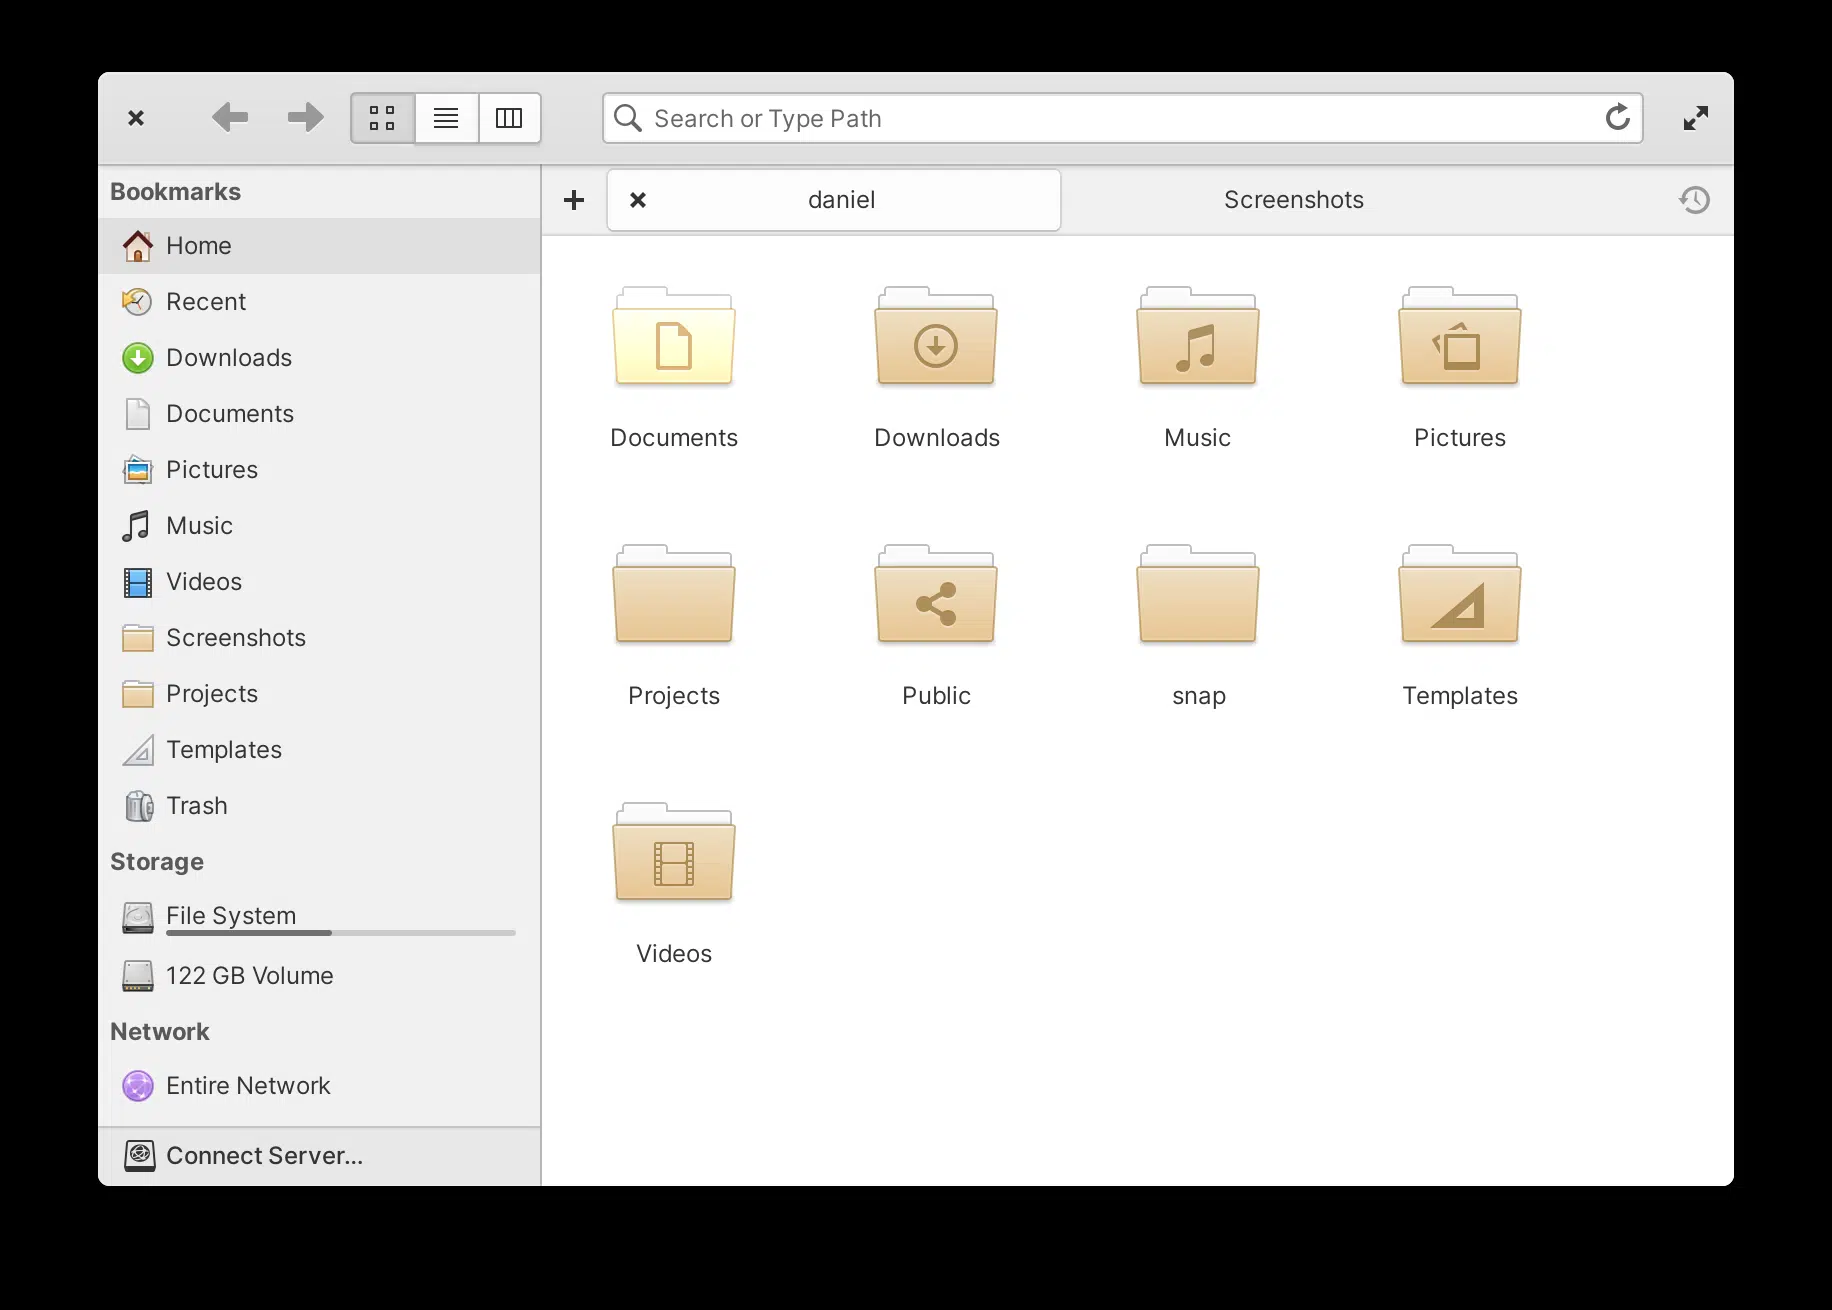 Search or Type Path
Bookmarks
Home
Recent
Downloads
Documents
Pictures
Music
Videos
Screenshots
Projects
Templates
Trash
Storage
File System
122 GB Volume
Network
Entire Network
Connect Server...
daniel
Screenshots
Documents
Downloads
Music
Pictures
Projects
Public
snap
Templates
Videos